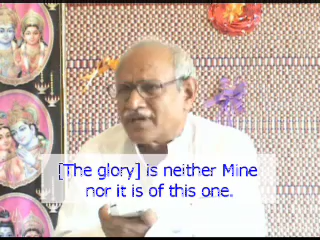 [The glory] is neither Mine
nor it is of this one.